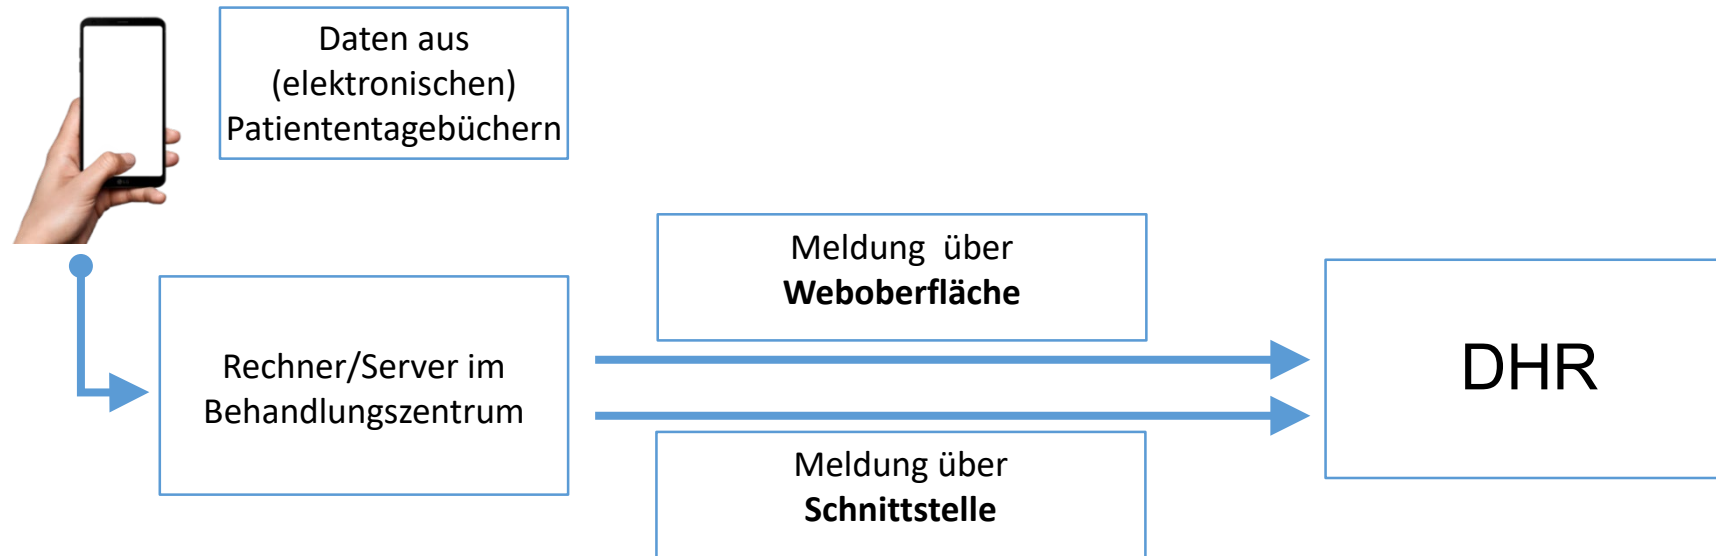 Daten aus
(elektronischen)
Patiententagebüchern
Meldung über
Weboberfläche
Rechner/Server im
Behandlungszentrum
DHR
Meldung über
Schnittstelle